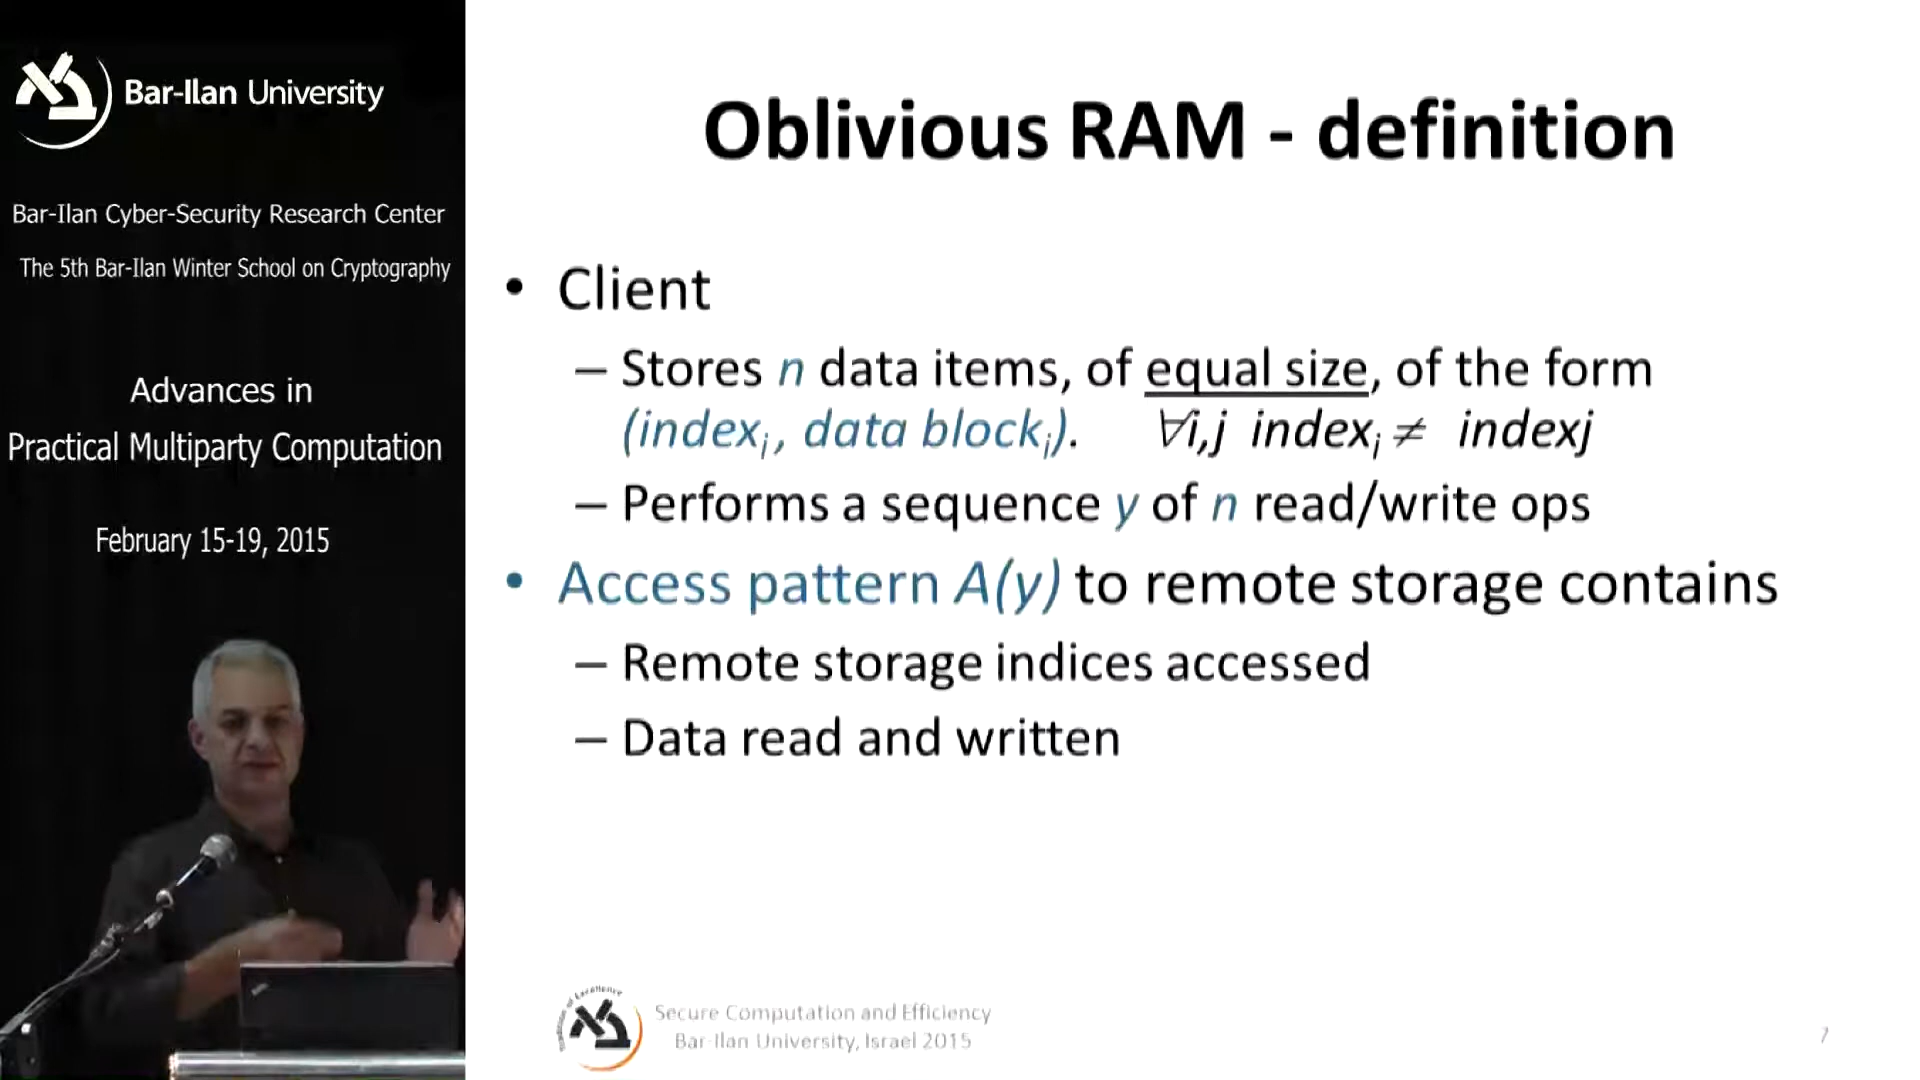 Bar-Ilan University
Bar-Ilan Cyber-Security Research Center
The 5th Bar-Ilan Winter School on Cryptography
Advances in
Practical Multiparty Computation
February 15-19, 2015
Oblivious RAM - definition
• Client
– Stores n data items, of equal size, of the form
(indexᵢ, data blockᵢ). ∀i,j indexᵢ ≠ indexj
– Performs a sequence y of n read/write ops
• Access pattern A(y) to remote storage contains
– Remote storage indices accessed
– Data read and written
Secure Computation and Efficiency
Bar-Ilan University, Israel 2015
7